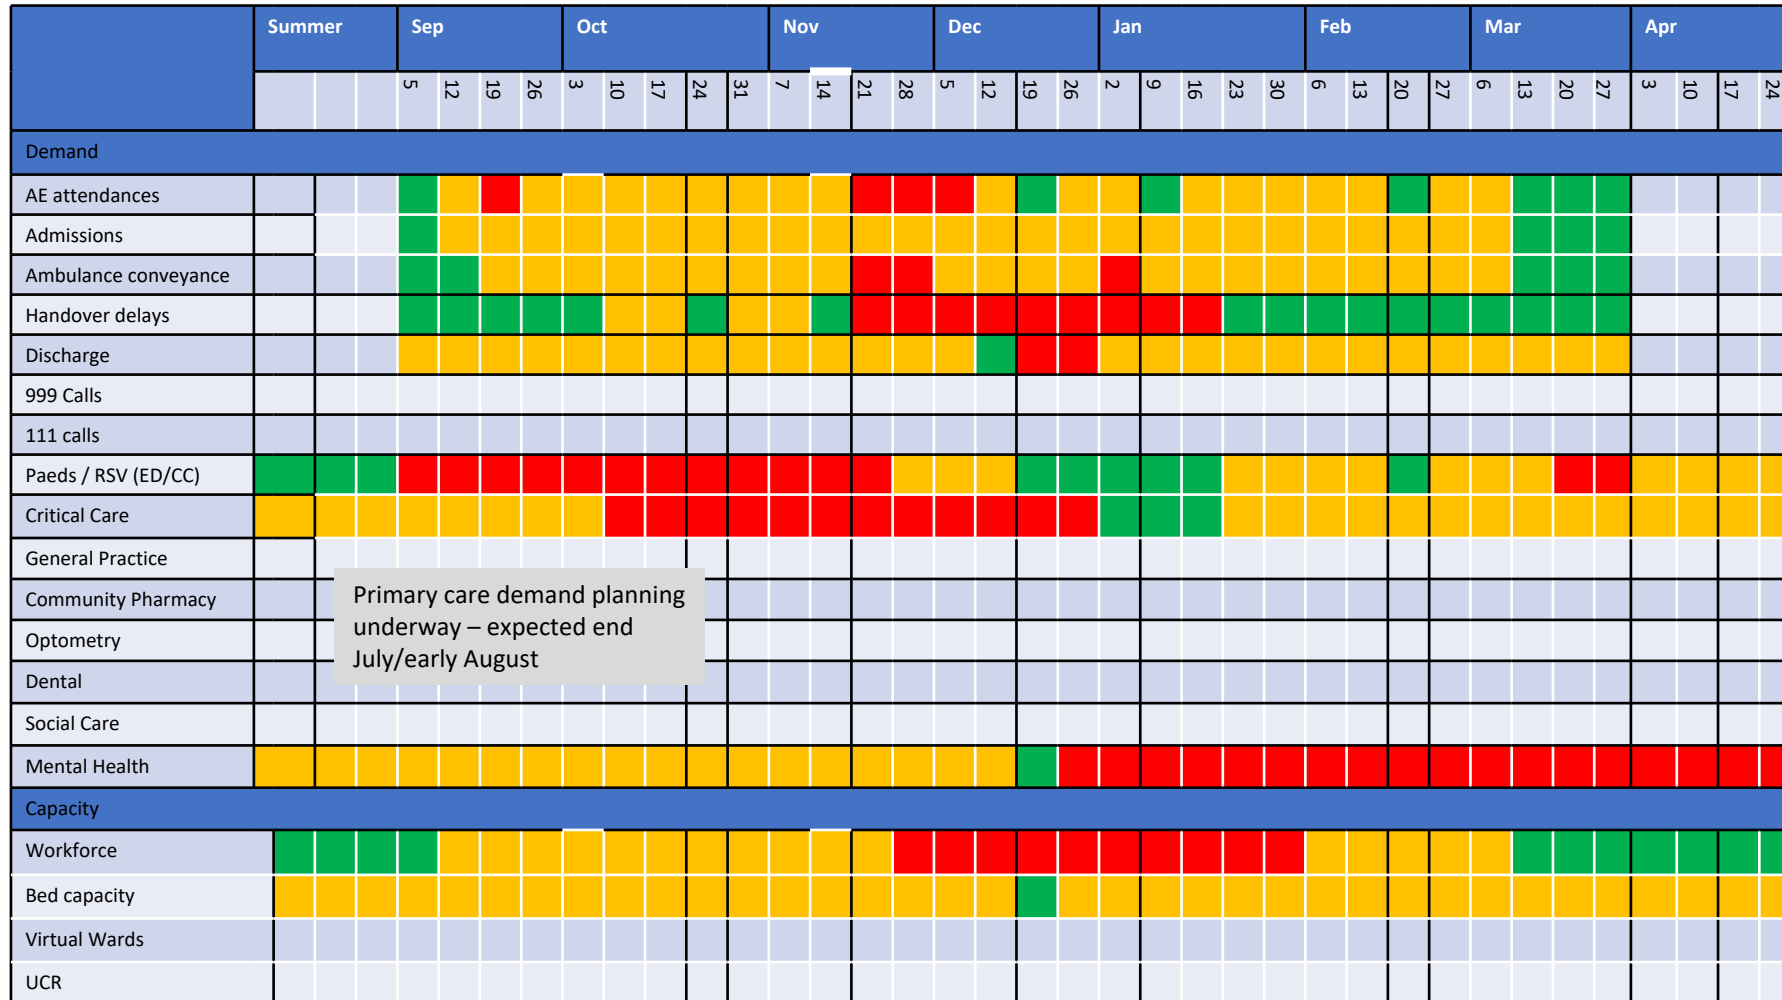 Summer Sep Oct Nov Dec Jan Feb Mar Apr
5 12 19 26 3 10 17 24 31 7 14 21 28 5 12 19 26 2 9 16 23 30 6 13 20 27 6 13 20 27 3 10 17 24
Demand
AE attendances
Admissions
Ambulance conveyance
Handover delays
Discharge
999 Calls
111 calls
Paeds / RSV (ED/CC)
Critical Care
General Practice
Community Pharmacy
Optometry
Dental
Social Care
Primary care demand planning
underway – expected end
July/early August
Mental Health
Capacity
Workforce
Bed capacity
Virtual Wards
UCR